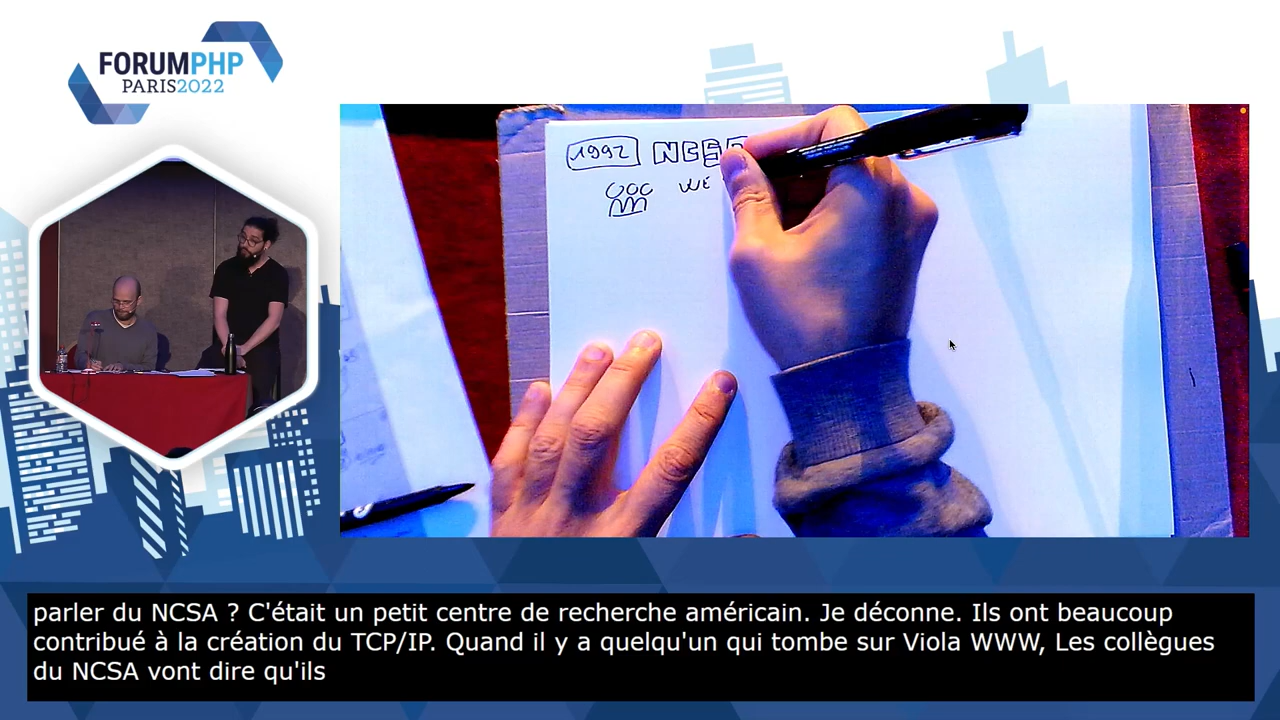 FORUMPHP
PARIS2022
1992 NCS
WE
parler du NCSA ? C'était un petit centre de recherche américain. Je déconne. Ils ont beaucoup
contribué à la création du TCP/IP. Quand il y a quelqu'un qui tombe sur Viola WWW, Les collègues
du NCSA vont dire qu'ils